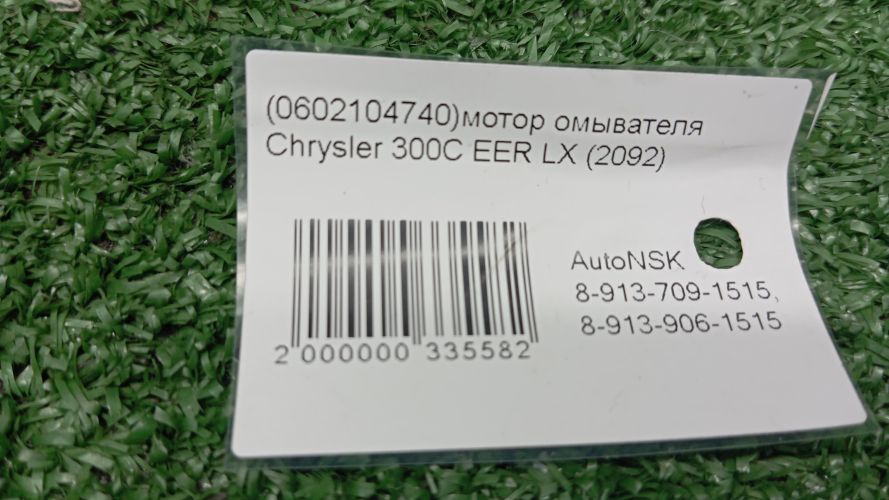 (0602104740)мотор омывателя
Chrysler 300C EER LX (2092)
AutoNSK
8-913-709-1515,
8-913-906-1515
2 000000 335582